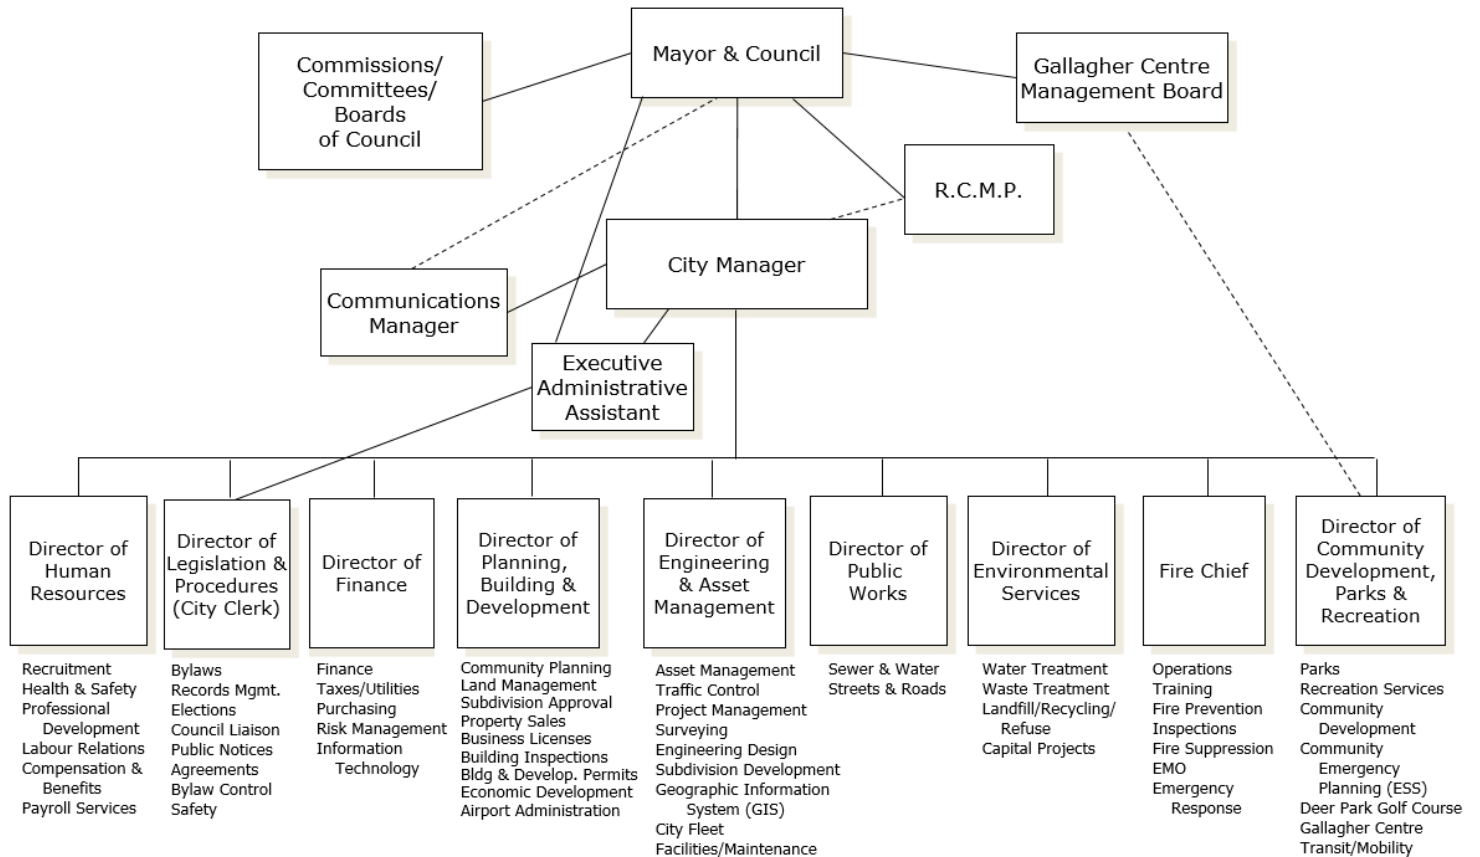 Mayor & Council
Commissions/
Committees/
Boards
of Council
Gallagher Centre
Management Board
R.C.M.P.
City Manager
Communications
Manager
Executive
Administrative
Assistant
Director of
Human
Resources
Director of
Legislation &
Procedures
(City Clerk)
Director of
Finance
Director of
Planning,
Building &
Development
Director of
Engineering
& Asset
Management
Director of
Public
Works
Director of
Environmental
Services
Fire Chief
Director of
Community
Development,
Parks &
Recreation
Recruitment
Health & Safety
Professional
Development
Labour Relations
Compensation &
Benefits
Payroll Services
Bylaws
Records Mgmt.
Elections
Council Liaison
Public Notices
Agreements
Bylaw Control
Safety
Finance
Taxes/Utilities
Purchasing
Risk Management
Information
Technology
Community Planning
Land Management
Subdivision Approval
Property Sales
Business Licenses
Building Inspections
Bldg & Develop. Permits
Economic Development
Airport Administration
Asset Management
Traffic Control
Project Management
Surveying
Engineering Design
Subdivision Development
Geographic Information
System (GIS)
City Fleet
Facilities/Maintenance
Sewer & Water
Streets & Roads
Water Treatment
Waste Treatment
Landfill/Recycling/
Refuse
Capital Projects
Operations
Training
Fire Prevention
Inspections
Fire Suppression
EMO
Emergency
Response
Parks
Recreation Services
Community
Development
Community
Emergency
Planning (ESS)
Deer Park Golf Course
Gallagher Centre
Transit/Mobility